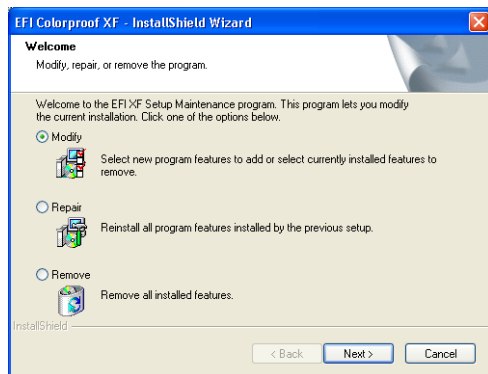 EFI Colorproof XF - InstallShield Wizard
Welcome
Modify, repair, or remove the program.
Welcome to the EFI XF Setup Maintenance program. This program lets you modify
the current installation. Click one of the options below.
Modify
Select new program features to add or select currently installed features to
remove.
Repair
Reinstall all program features installed by the previous setup.
Remove
Remove all installed features.
InstallShield
< Back
Next >
Cancel